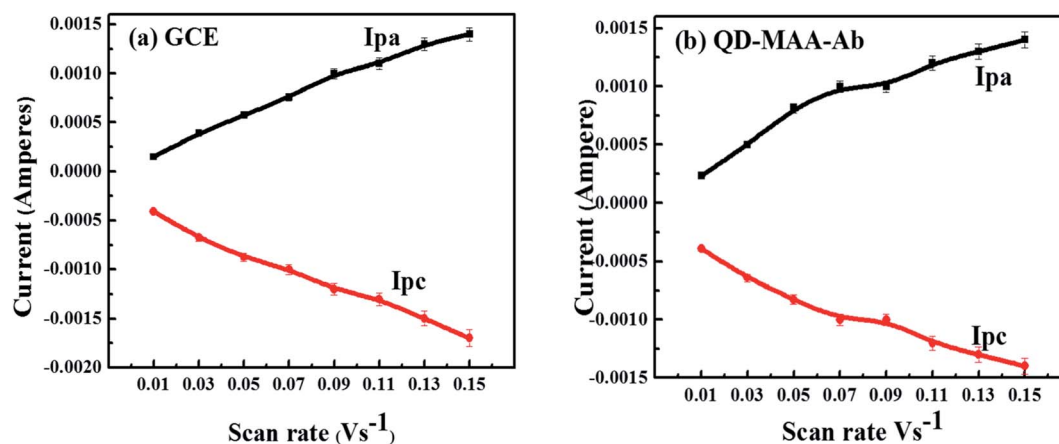 (a) GCE
Ipa
Ipc
Current (Amperes)
0.0015
0.0010
0.0005
0.0000
-0.0005
-0.0010
-0.0015
-0.0020
0.01 0.03 0.05 0.07 0.09 0.11 0.13 0.15
Scan rate (Vs-1)
(b) QD-MAA-Ab
Ipa
Ipc
Current (Ampere)
0.0015
0.0010
0.0005
0.0000
-0.0005
-0.0010
-0.0015
0.01 0.03 0.05 0.07 0.09 0.11 0.13 0.15
Scan rate Vs-1